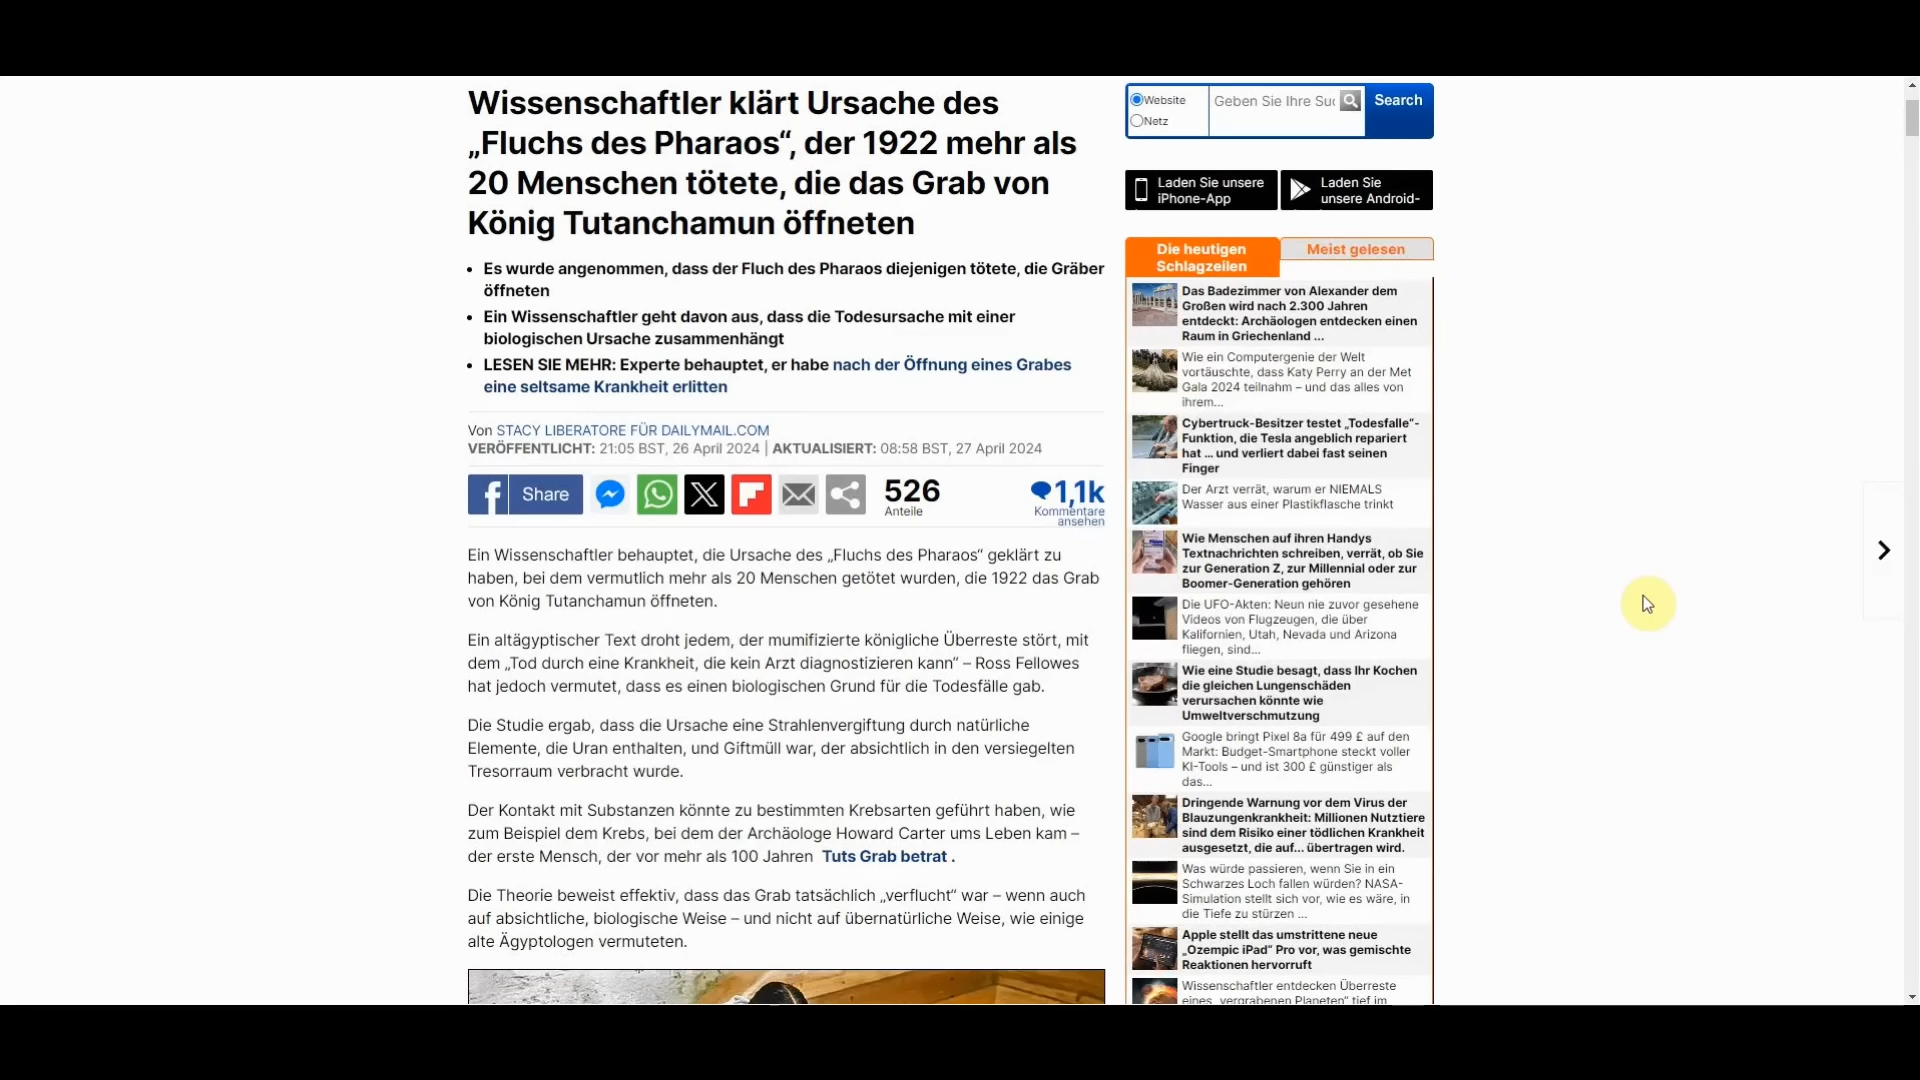 Wissenschaftler klärt Ursache des
„Fluchs des Pharaos“, der 1922 mehr als
20 Menschen tötete, die das Grab von
König Tutanchamun öffneten
• Es wurde angenommen, dass der Fluch des Pharaos diejenigen tötete, die Gräber
öffneten
• Ein Wissenschaftler geht davon aus, dass die Todesursache mit einer
biologischen Ursache zusammenhängt
• LESEN SIE MEHR: Experte behauptet, er habe nach der Öffnung eines Grabes
eine seltsame Krankheit erlitten
Von STACY LIBERATORE FÜR DAILYMAIL.COM
VERÖFFENTLICHT: 21:05 BST, 26 April 2024 | AKTUALISIERT: 08:58 BST, 27 April 2024
Share
526
Anteile
1,1k
Kommentare
ansehen
Ein Wissenschaftler behauptet, die Ursache des „Fluchs des Pharaos“ geklärt zu
haben, bei dem vermutlich mehr als 20 Menschen getötet wurden, die 1922 das Grab
von König Tutanchamun öffneten.
Ein altägyptischer Text droht jedem, der mumifizierte königliche Überreste stört, mit
dem „Tod durch eine Krankheit, die kein Arzt diagnostizieren kann“ – Ross Fellowes
hat jedoch vermutet, dass es einen biologischen Grund für die Todesfälle gab.
Die Studie ergab, dass die Ursache eine Strahlenvergiftung durch natürliche
Elemente, die Uran enthalten, und Giftmüll war, der absichtlich in den versiegelten
Tresorraum verbracht wurde.
Der Kontakt mit Substanzen könnte zu bestimmten Krebsarten geführt haben, wie
zum Beispiel dem Krebs, bei dem der Archäologe Howard Carter ums Leben kam –
der erste Mensch, der vor mehr als 100 Jahren Tuts Grab betrat .
Die Theorie beweist effektiv, dass das Grab tatsächlich „verflucht“ war – wenn auch
auf absichtliche, biologische Weise – und nicht auf übernatürliche Weise, wie einige
alte Ägyptologen vermuteten.
Website
Netz
Geben Sie Ihre Suc
Search
Laden Sie unsere
iPhone-App
Laden Sie
unsere Android-
Die heutigen
Schlagzeilen
Meist gelesen
Das Badezimmer von Alexander dem
Großen wird nach 2.300 Jahren
entdeckt: Archäologen entdecken einen
Raum in Griechenland ...
Wie ein Computergenie der Welt
vortäuschte, dass Katy Perry an der Met
Gala 2024 teilnahm – und das alles von
ihrem...
Cybertruck-Besitzer testet „Todesfalle“-
Funktion, die Tesla angeblich repariert
hat ... und verliert dabei fast seinen
Finger
Der Arzt verrät, warum er NIEMALS
Wasser aus einer Plastikflasche trinkt
Wie Menschen auf ihren Handys
Textnachrichten schreiben, verrät, ob Sie
zur Generation Z, zur Millennial oder zur
Boomer-Generation gehören
Die UFO-Akten: Neun nie zuvor gesehene
Videos von Flugzeugen, die über
Kalifornien, Utah, Nevada und Arizona
fliegen, sind...
Wie eine Studie besagt, dass Ihr Kochen
die gleichen Lungenschäden
verursachen könnte wie
Umweltverschmutzung
Google bringt Pixel 8a für 499 £ auf den
Markt: Budget-Smartphone steckt voller
KI-Tools – und ist 300 £ günstiger als
das...
Dringende Warnung vor dem Virus der
Blauzungenkrankheit: Millionen Nutztiere
sind dem Risiko einer tödlichen Krankheit
ausgesetzt, die auf... übertragen wird.
Was würde passieren, wenn Sie in ein
Schwarzes Loch fallen würden? NASA-
Simulation stellt sich vor, wie es wäre, in
die Tiefe zu stürzen ...
Apple stellt das umstrittene neue
„Ozempic iPad“ Pro vor, was gemischte
Reaktionen hervorruft
Wissenschaftler entdecken Überreste
eines „vergrabenen Planeten“ tief im